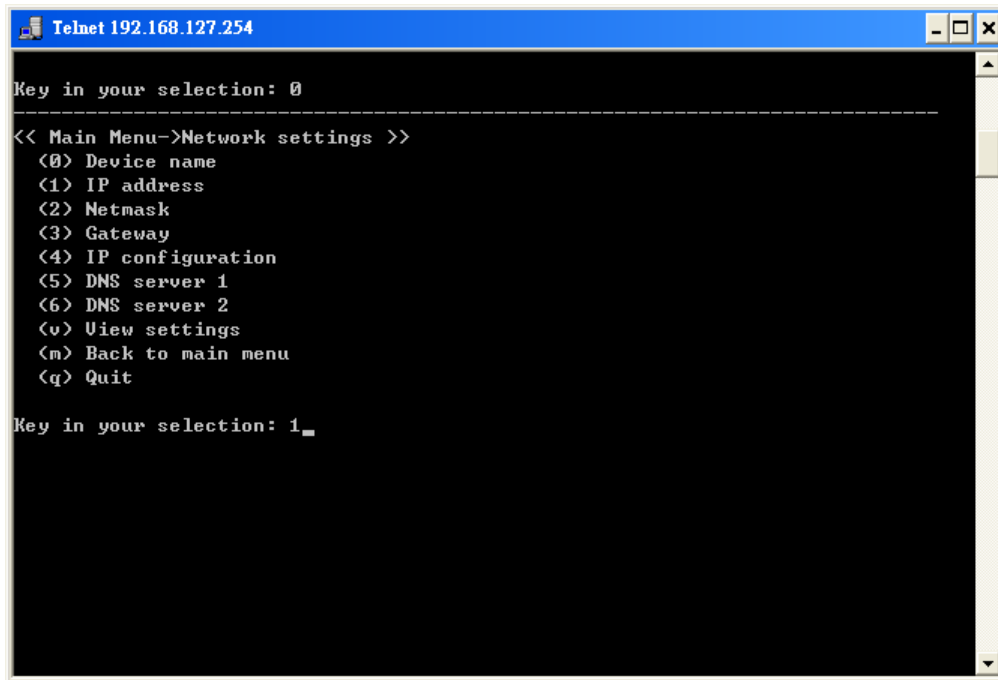 Telnet 192.168.127.254
Key in your selection: 0
--------------------------------------------------------------------------------
<< Main Menu->Network settings >>
(0) Device name
(1) IP address
(2) Netmask
(3) Gateway
(4) IP configuration
(5) DNS server 1
(6) DNS server 2
(v) View settings
(m) Back to main menu
(q) Quit
Key in your selection: 1_